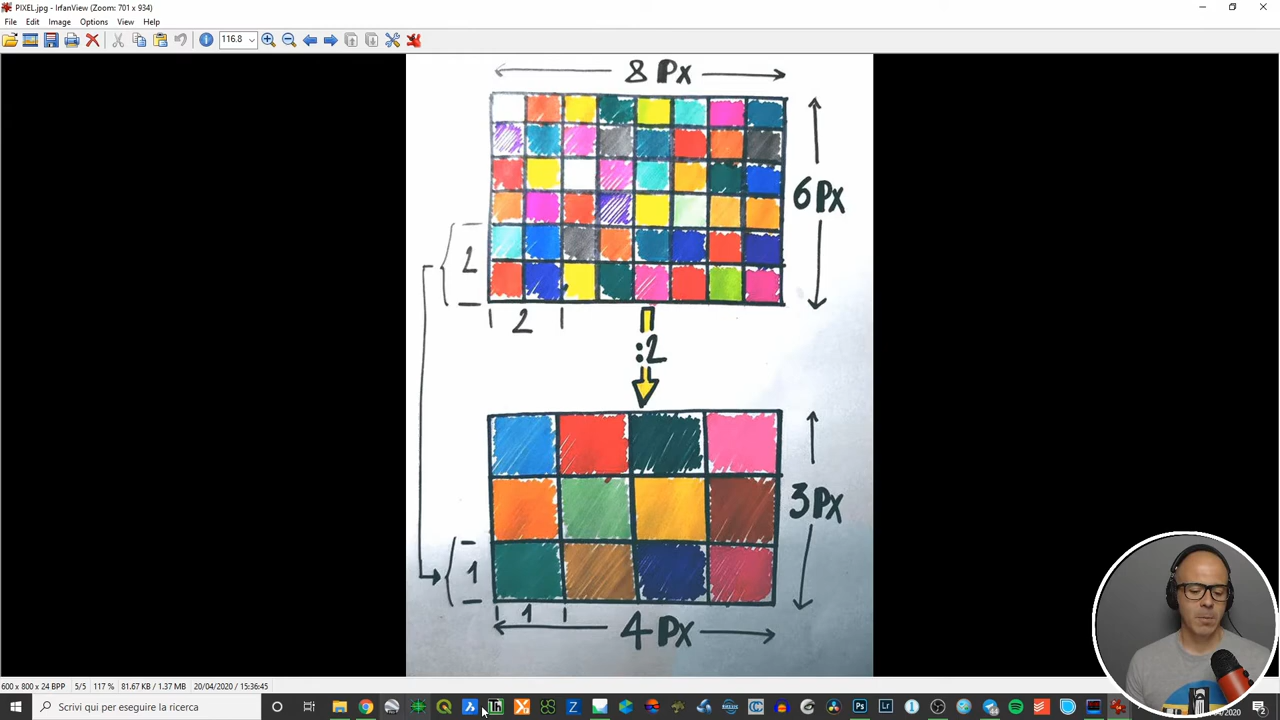 PIXEL.jpg - IrfanView (Zoom: 701 x 934)
File Edit Image Options View Help
116.8
8 Px
6 Px
2
2
:2
3 Px
1
1
4 Px
600 x 800 x 24 BPP 5/5 117 % 81.67 KB / 1.37 MB 20/04/2020 / 15:36:45
Scrivi qui per eseguire la ricerca
/2020